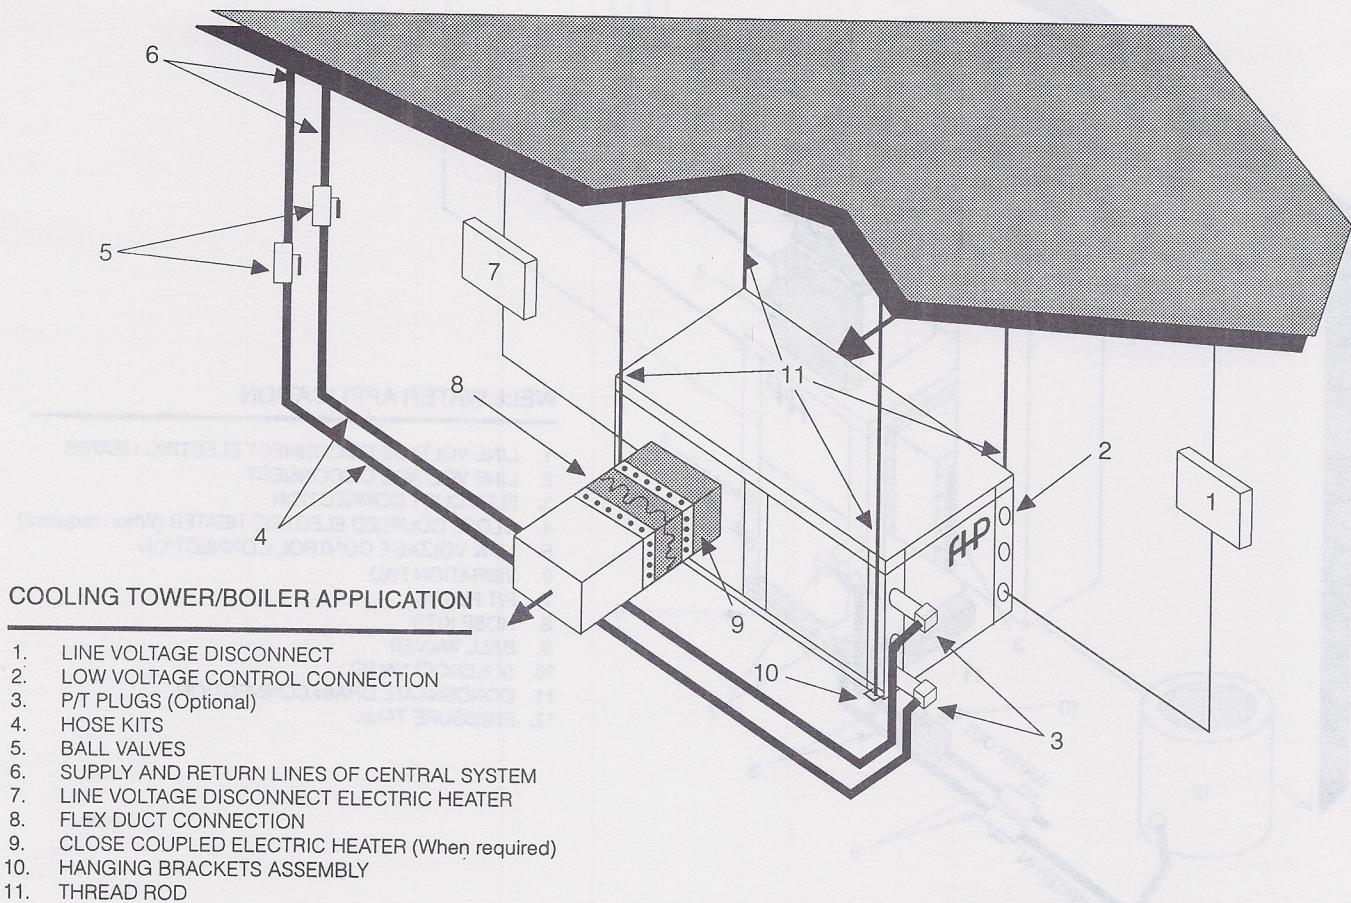 6
5
7
8
11
2
1
FHP
4
9
10
3
COOLING TOWER/BOILER APPLICATION
1. LINE VOLTAGE DISCONNECT
2. LOW VOLTAGE CONTROL CONNECTION
3. P/T PLUGS (Optional)
4. HOSE KITS
5. BALL VALVES
6. SUPPLY AND RETURN LINES OF CENTRAL SYSTEM
7. LINE VOLTAGE DISCONNECT ELECTRIC HEATER
8. FLEX DUCT CONNECTION
9. CLOSE COUPLED ELECTRIC HEATER (When required)
10. HANGING BRACKETS ASSEMBLY
11. THREAD ROD